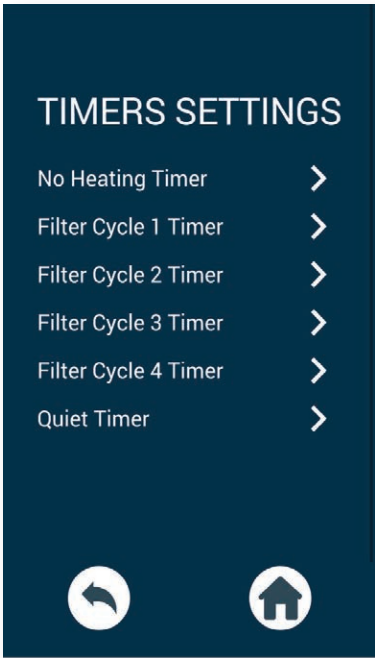 TIMERS SETTINGS
No Heating Timer
Filter Cycle 1 Timer
Filter Cycle 2 Timer
Filter Cycle 3 Timer
Filter Cycle 4 Timer
Quiet Timer